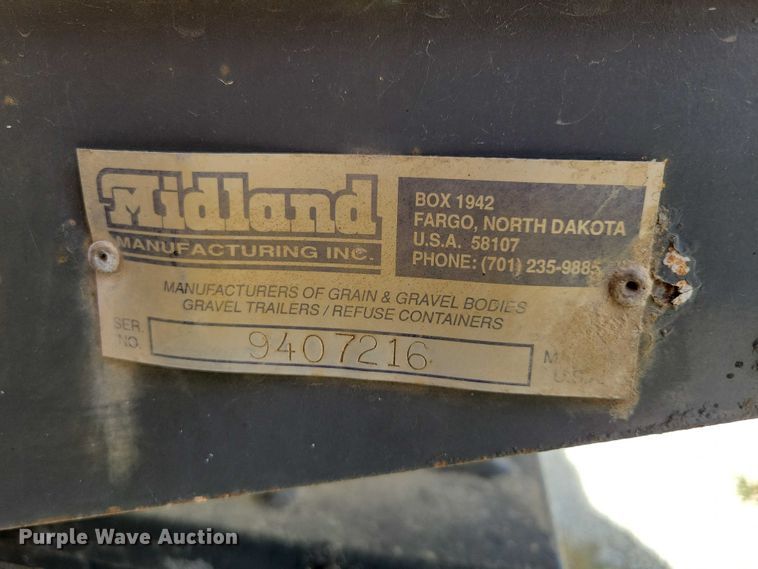 Midland
MANUFACTURING INC.
BOX 1942
FARGO, NORTH DAKOTA
U.S.A. 58107
PHONE: (701) 235-9885
MANUFACTURERS OF GRAIN & GRAVEL BODIES
GRAVEL TRAILERS / REFUSE CONTAINERS
SER.
NO.
9407216
Purple Wave Auction